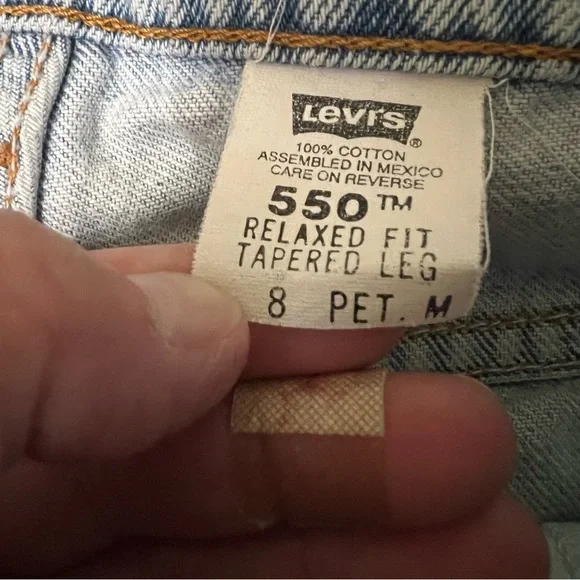 Levi's®
100% COTTON
ASSEMBLED IN MEXICO
CARE ON REVERSE
550™
RELAXED FIT
TAPERED LEG
8 PET. M